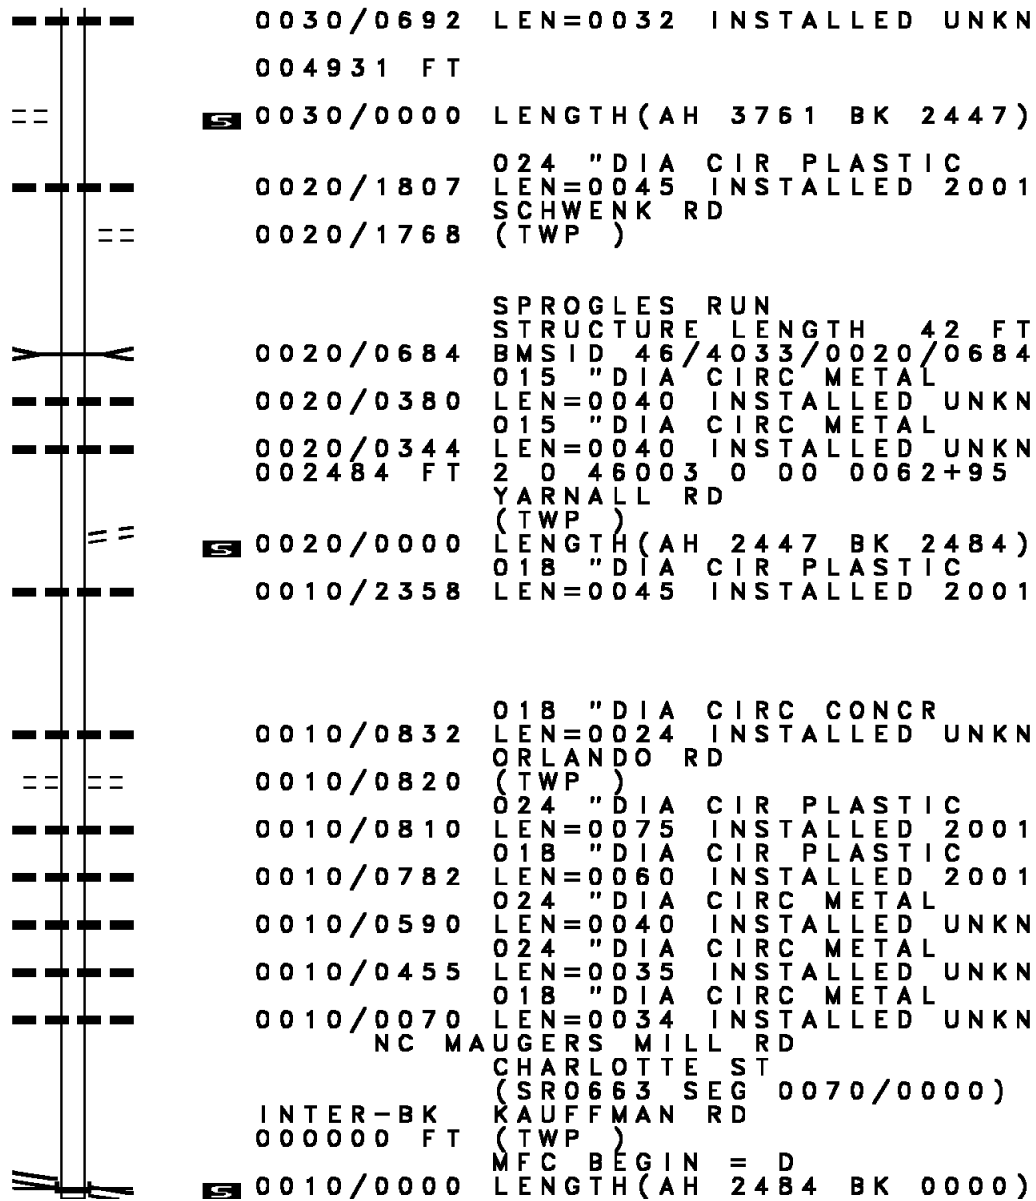 0030/0692 LEN=0032 INSTALLED UNKN
004931 FT
S 0030/0000 LENGTH(AH 3761 BK 2447)
024 "DIA CIR PLASTIC
0020/1807 LEN=0045 INSTALLED 2001
SCHWENK RD
0020/1768 (TWP )
SPROGLES RUN
STRUCTURE LENGTH 42 FT
0020/0684 BMSID 46/4033/0020/0684
015 "DIA CIRC METAL
0020/0380 LEN=0040 INSTALLED UNKN
015 "DIA CIRC METAL
0020/0344 LEN=0040 INSTALLED UNKN
002484 FT 2 0 46003 0 00 0062+95
YARNALL RD
(TWP )
S 0020/0000 LENGTH(AH 2447 BK 2484)
018 "DIA CIR PLASTIC
0010/2358 LEN=0045 INSTALLED 2001
018 "DIA CIRC CONCR
0010/0832 LEN=0024 INSTALLED UNKN
ORLANDO RD
0010/0820 (TWP )
024 "DIA CIR PLASTIC
0010/0810 LEN=0075 INSTALLED 2001
018 "DIA CIR PLASTIC
0010/0782 LEN=0060 INSTALLED 2001
024 "DIA CIRC METAL
0010/0590 LEN=0040 INSTALLED UNKN
024 "DIA CIRC METAL
0010/0455 LEN=0035 INSTALLED UNKN
018 "DIA CIRC METAL
0010/0070 LEN=0034 INSTALLED UNKN
NC MAUGERS MILL RD
CHARLOTTE ST
(SR0663 SEG 0070/0000)
INTER-BK KAUFFMAN RD
000000 FT (TWP )
MFC BEGIN = D
S 0010/0000 LENGTH(AH 2484 BK 0000)